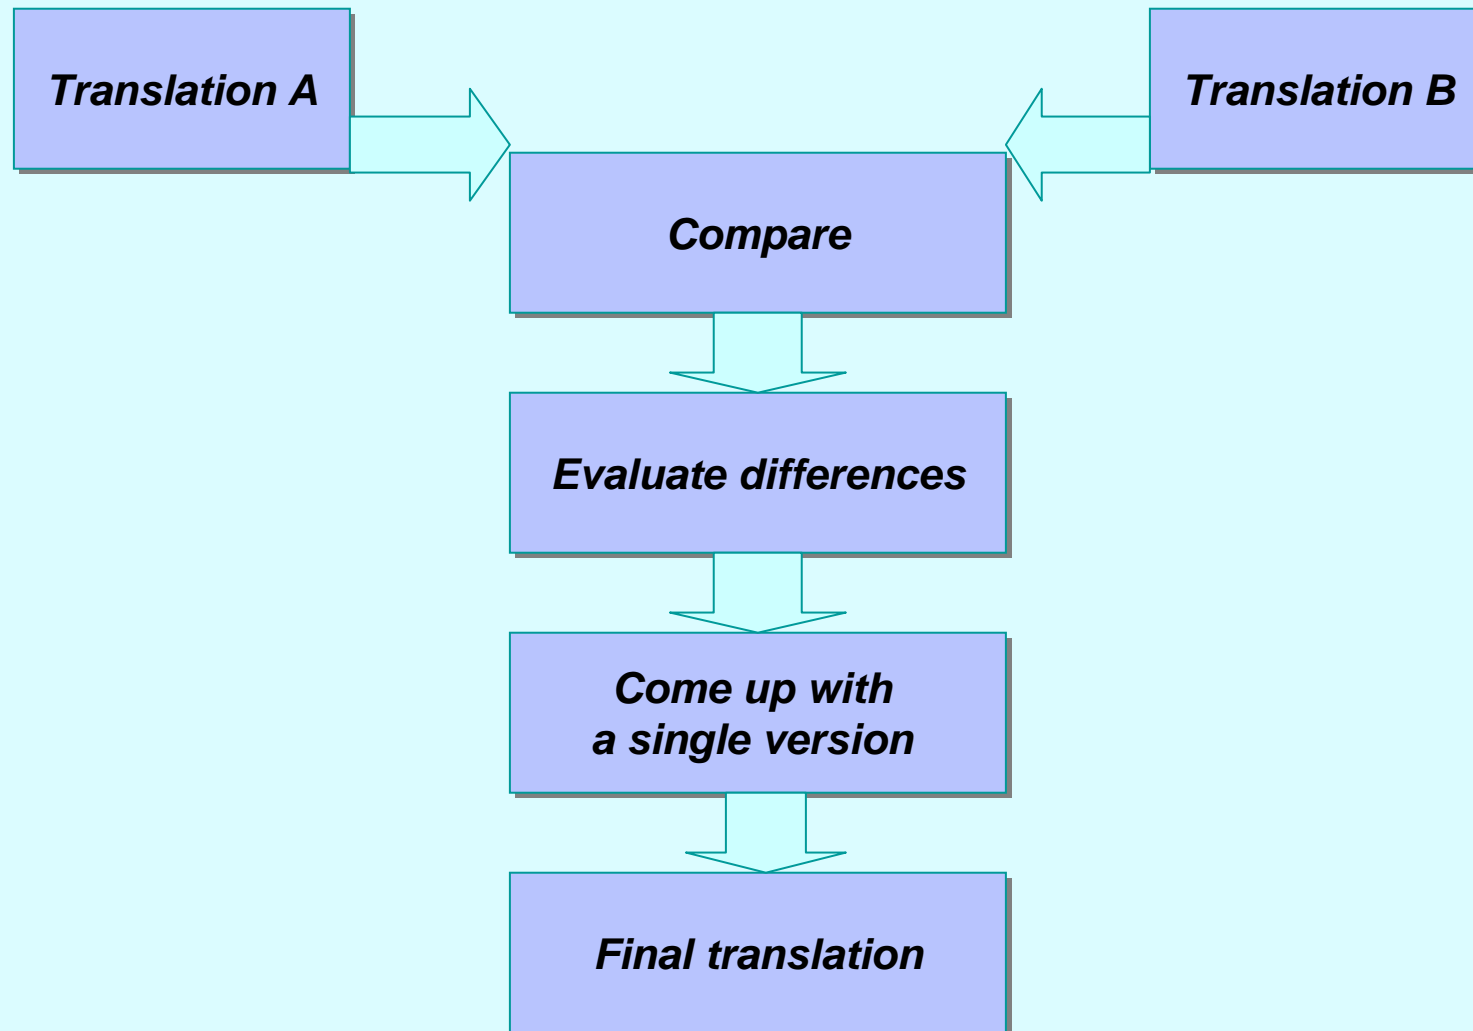 Translation A
Translation B
Compare
Evaluate differences
Come up with
a single version
Final translation